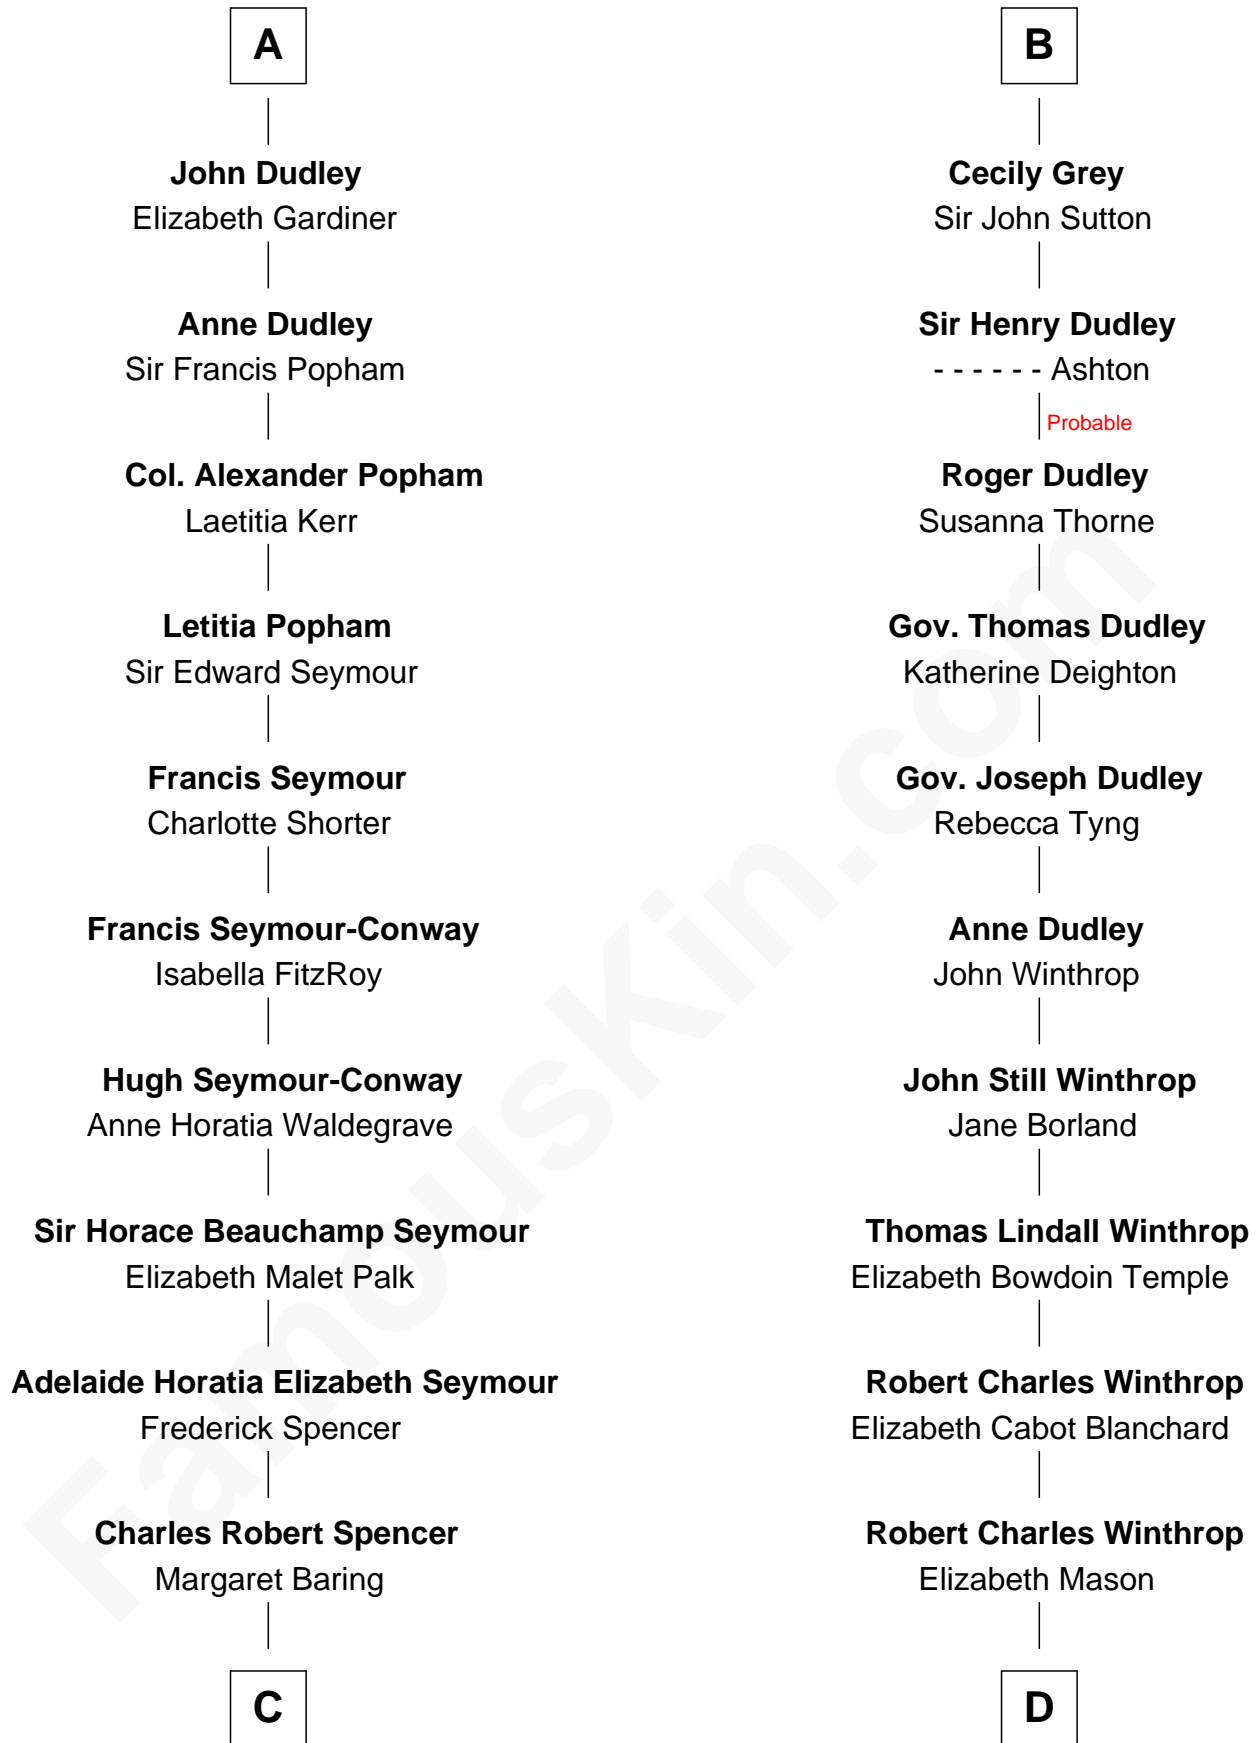 A
John Dudley
Elizabeth Gardiner
Anne Dudley
Sir Francis Popham
Col. Alexander Popham
Laetitia Kerr
Letitia Popham
Sir Edward Seymour
Francis Seymour
Charlotte Shorter
Francis Seymour-Conway
Isabella FitzRoy
Hugh Seymour-Conway
Anne Horatia Waldegrave
Sir Horace Beauchamp Seymour
Elizabeth Malet Palk
Adelaide Horatia Elizabeth Seymour
Frederick Spencer
Charles Robert Spencer
Margaret Baring
C
B
Cecily Grey
Sir John Sutton
Sir Henry Dudley
- - - - - - Ashton
Probable
Roger Dudley
Susanna Thorne
Gov. Thomas Dudley
Katherine Deighton
Gov. Joseph Dudley
Rebecca Tyng
Anne Dudley
John Winthrop
John Still Winthrop
Jane Borland
Thomas Lindall Winthrop
Elizabeth Bowdoin Temple
Robert Charles Winthrop
Elizabeth Cabot Blanchard
Robert Charles Winthrop
Elizabeth Mason
D
FamousKin.com